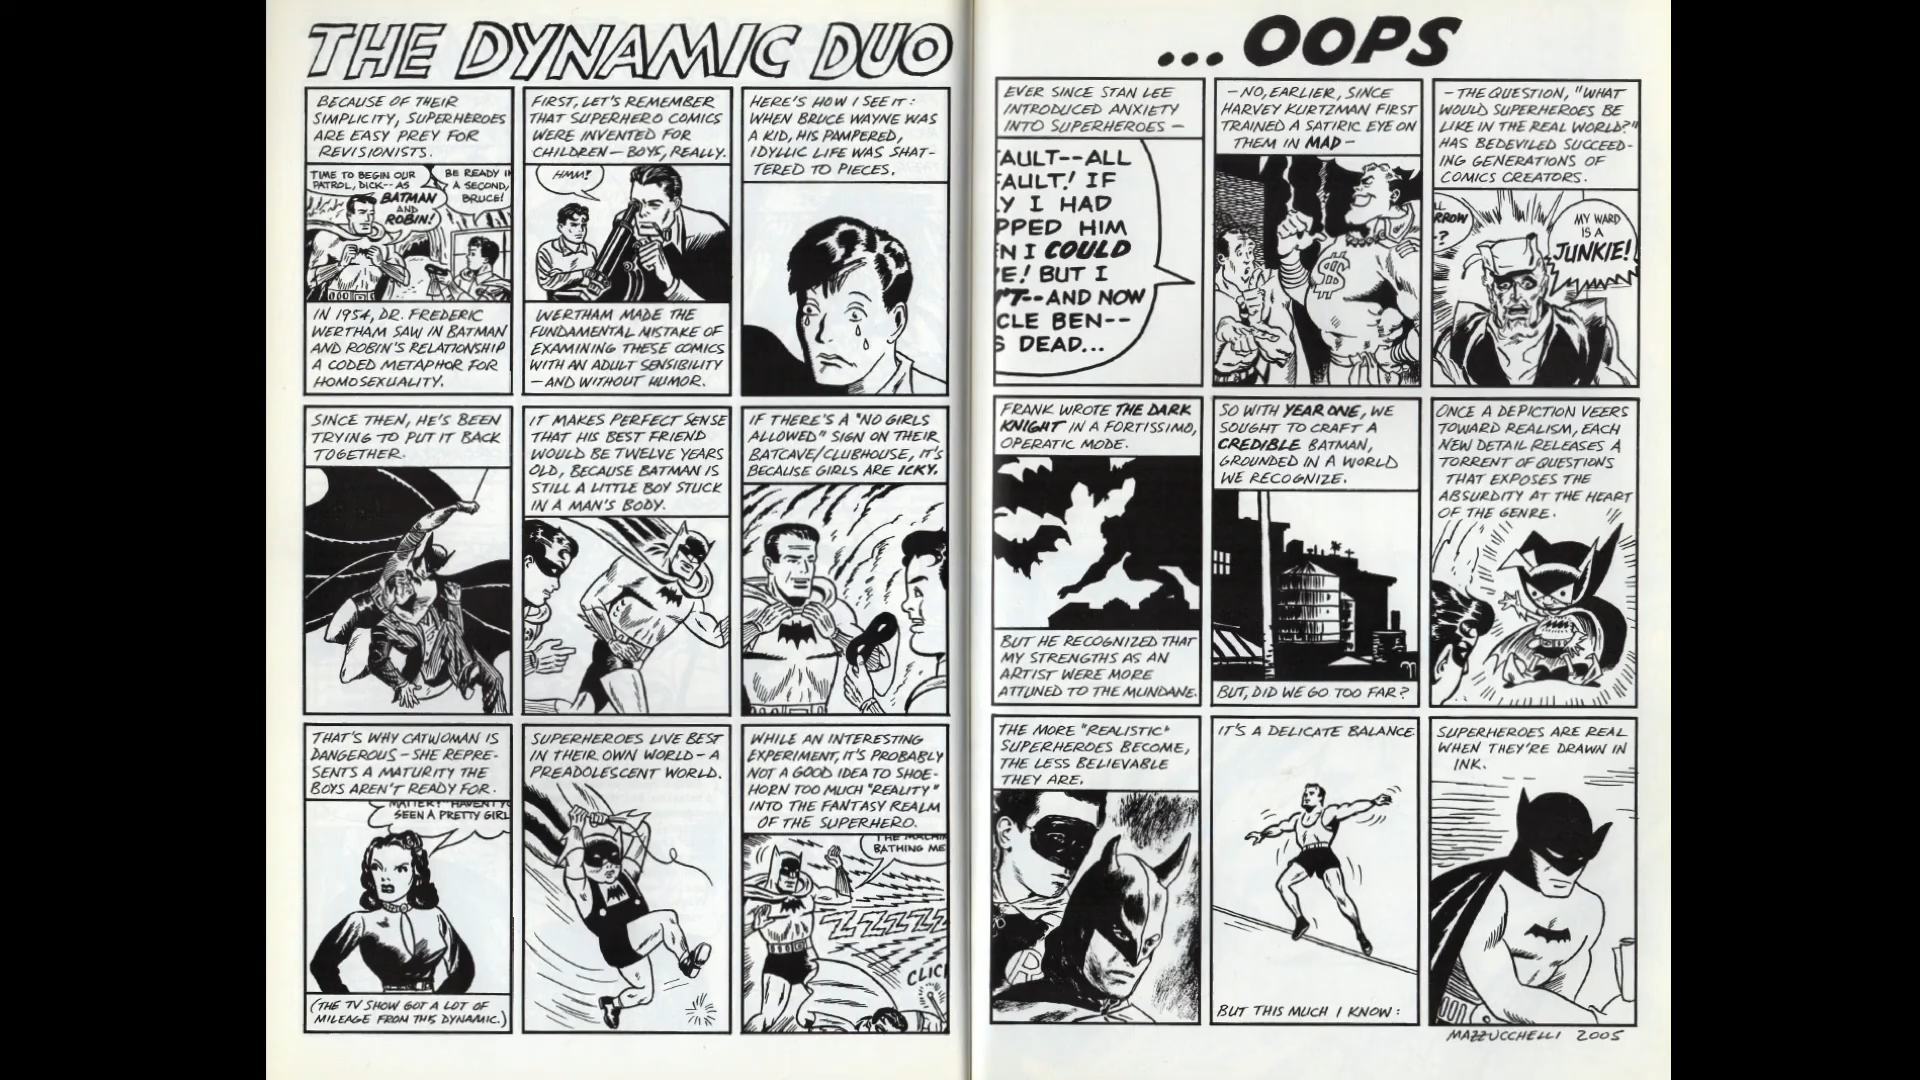 THE DYNAMIC DUO
BECAUSE OF THEIR
SIMPLICITY, SUPERHEROES
ARE EASY PREY FOR
REVISIONISTS.
TIME TO BEGIN OUR
PATROL, DICK--AS
BATMAN
AND
ROBIN!
BE READY IN
A SECOND,
BRUCE!
IN 1954, DR. FREDERIC
WERTHAM SAW IN BATMAN
AND ROBIN'S RELATIONSHIP
A CODED METAPHOR FOR
HOMOSEXUALITY.
FIRST, LET'S REMEMBER
THAT SUPERHERO COMICS
WERE INVENTED FOR
CHILDREN—BOYS, REALLY.
HMM!
WERTHAM MADE THE
FUNDAMENTAL MISTAKE OF
EXAMINING THESE COMICS
WITH AN ADULT SENSIBILITY
—AND WITHOUT HUMOR.
HERE'S HOW I SEE IT:
WHEN BRUCE WAYNE WAS
A KID, HIS PAMPERED,
IDYLLIC LIFE WAS SHAT-
TERED TO PIECES.
SINCE THEN, HE'S BEEN
TRYING TO PUT IT BACK
TOGETHER.
IT MAKES PERFECT SENSE
THAT HIS BEST FRIEND
WOULD BE TWELVE YEARS
OLD, BECAUSE BATMAN IS
STILL A LITTLE BOY STUCK
IN A MAN'S BODY.
IF THERE'S A "NO GIRLS
ALLOWED" SIGN ON THEIR
BATCAVE/CLUBHOUSE, IT'S
BECAUSE GIRLS ARE ICKY.
THAT'S WHY CATWOMAN IS
DANGEROUS—SHE REPRE-
SENTS A MATURITY THE
BOYS AREN'T READY FOR.
MATTER? HAVEN'T YO
SEEN A PRETTY GIRL
(THE TV SHOW GOT A LOT OF
MILEAGE FROM THIS DYNAMIC.)
SUPERHEROES LIVE BEST
IN THEIR OWN WORLD—A
PREADOLESCENT WORLD.
WHILE AN INTERESTING
EXPERIMENT, IT'S PROBABLY
NOT A GOOD IDEA TO SHOE-
HORN TOO MUCH "REALITY"
INTO THE FANTASY REALM
OF THE SUPERHERO.
THE MACHIN
BATHING ME
ZZZZZZ
CLICK
...OOPS
EVER SINCE STAN LEE
INTRODUCED ANXIETY
INTO SUPERHEROES—
FAULT--ALL
FAULT! IF
LY I HAD
PPED HIM
N I COULD
VE! BUT I
'T--AND NOW
CLE BEN--
S DEAD...
—NO, EARLIER, SINCE
HARVEY KURTZMAN FIRST
TRAINED A SATIRIC EYE ON
THEM IN MAD—
$
—THE QUESTION, "WHAT
WOULD SUPERHEROES BE
LIKE IN THE REAL WORLD?"
HAS BEDEVILED SUCCEED-
ING GENERATIONS OF
COMICS CREATORS.
LL
RROW
?
MY WARD
IS A
JUNKIE!
FRANK WROTE THE DARK
KNIGHT IN A FORTISSIMO,
OPERATIC MODE.
BUT HE RECOGNIZED THAT
MY STRENGTHS AS AN
ARTIST WERE MORE
ATTUNED TO THE MUNDANE.
SO WITH YEAR ONE, WE
SOUGHT TO CRAFT A
CREDIBLE BATMAN,
GROUNDED IN A WORLD
WE RECOGNIZE.
BUT, DID WE GO TOO FAR?
ONCE A DEPICTION VEERS
TOWARD REALISM, EACH
NEW DETAIL RELEASES A
TORRENT OF QUESTIONS
THAT EXPOSES THE
ABSURDITY AT THE HEART
OF THE GENRE.
THE MORE "REALISTIC"
SUPERHEROES BECOME,
THE LESS BELIEVABLE
THEY ARE.
R
IT'S A DELICATE BALANCE
BUT THIS MUCH I KNOW:
SUPERHEROES ARE REAL
WHEN THEY'RE DRAWN IN
INK.
MAZZUCCHELLI 2005